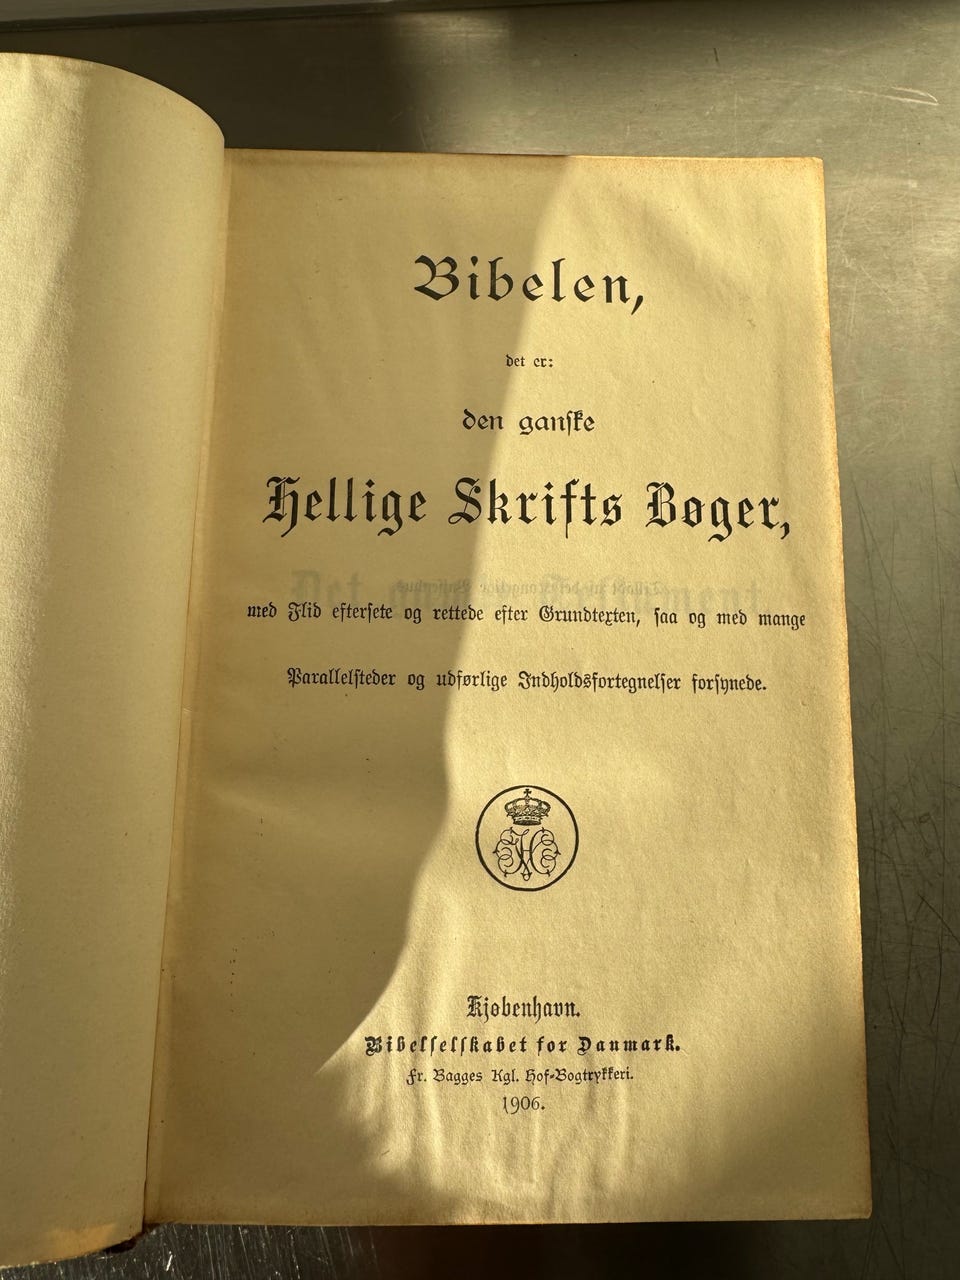 Bibelen,
det er:
den ganske
Hellige Skrifts Bøger,
med Flid eftersete og rettede efter Grundtexten, saa og med mange
Parallelsteder og udførlige Indholdsfortegnelser forsynede.
Kjøbenhavn.
Bibelselskabet for Danmark.
Fr. Bagges Kgl. Hof-Bogtrykkeri.
1906.